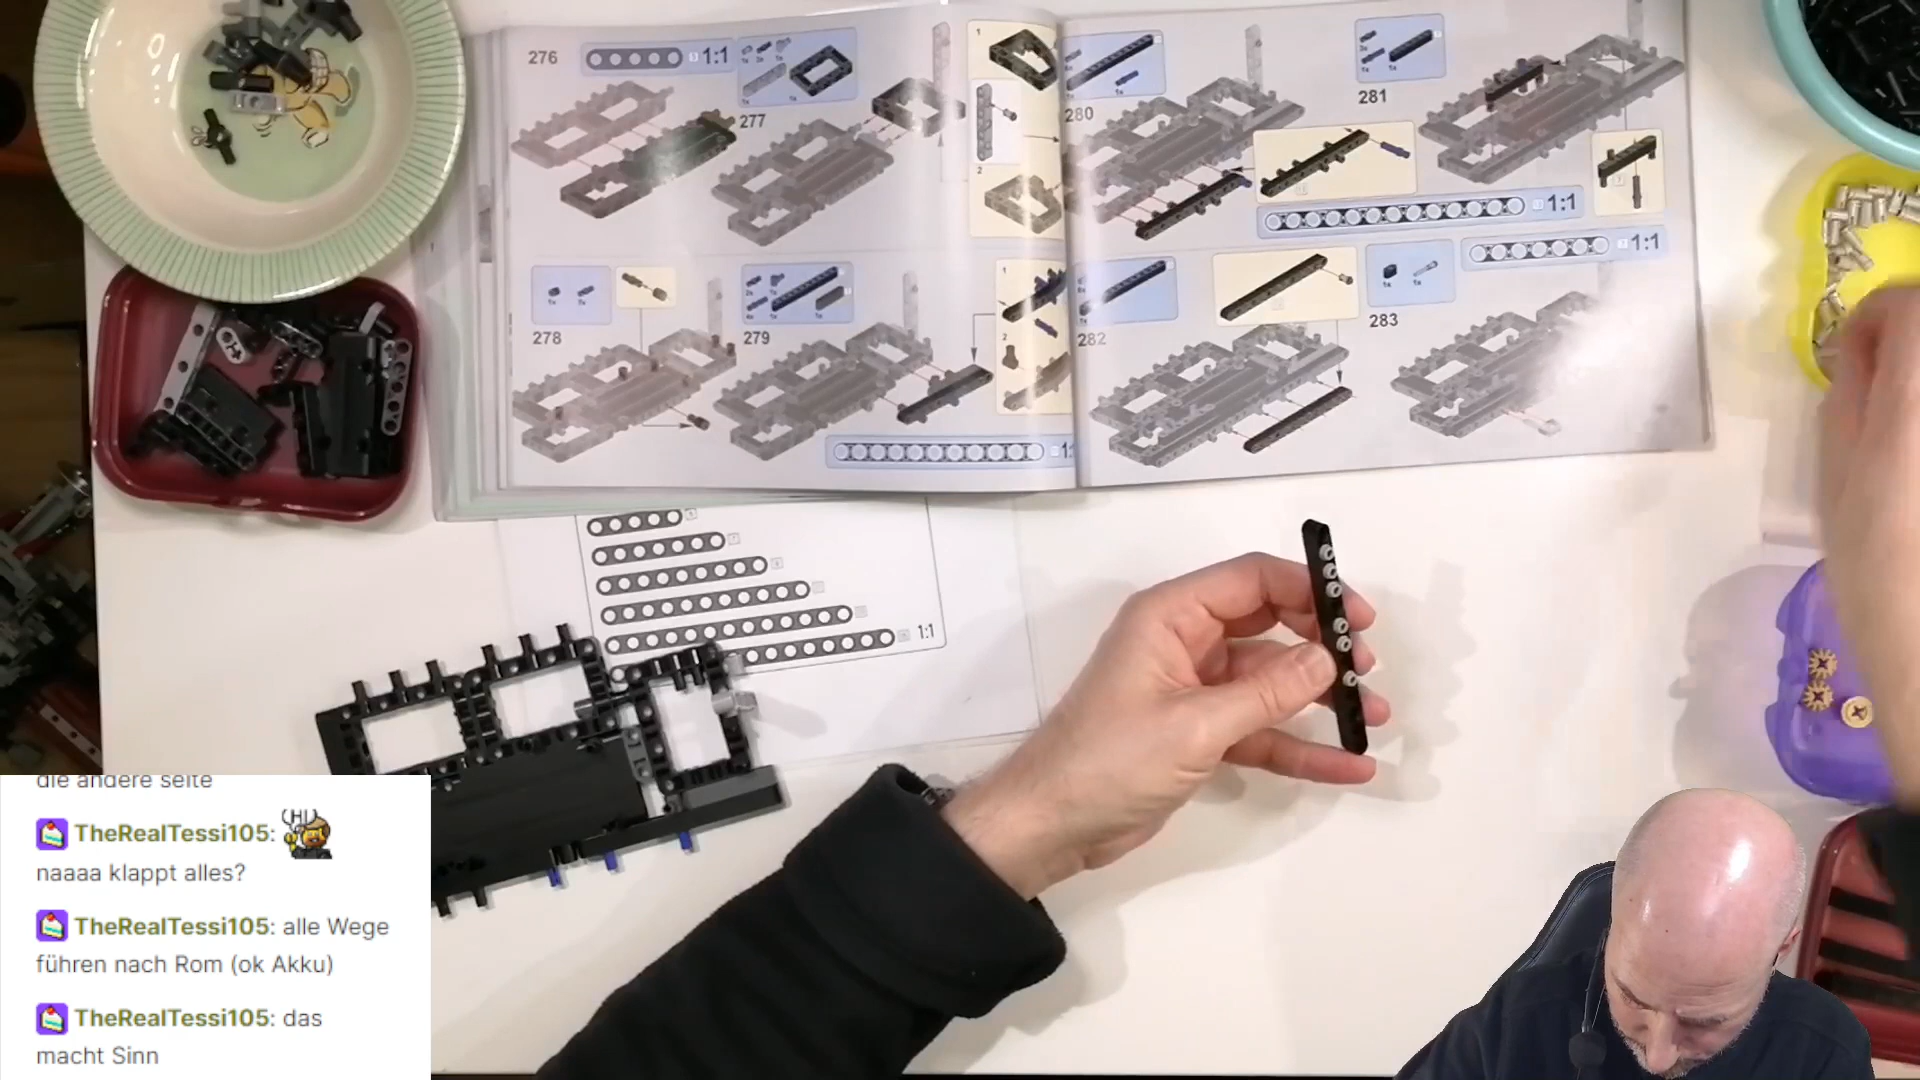 276
1:1
277
278
279
280
281
1:1
1:1
282
283
1:1
die andere seite
TheRealTessi105: (HI)
naaaa klappt alles?
TheRealTessi105: alle Wege
führen nach Rom (ok Akku)
TheRealTessi105: das
macht Sinn